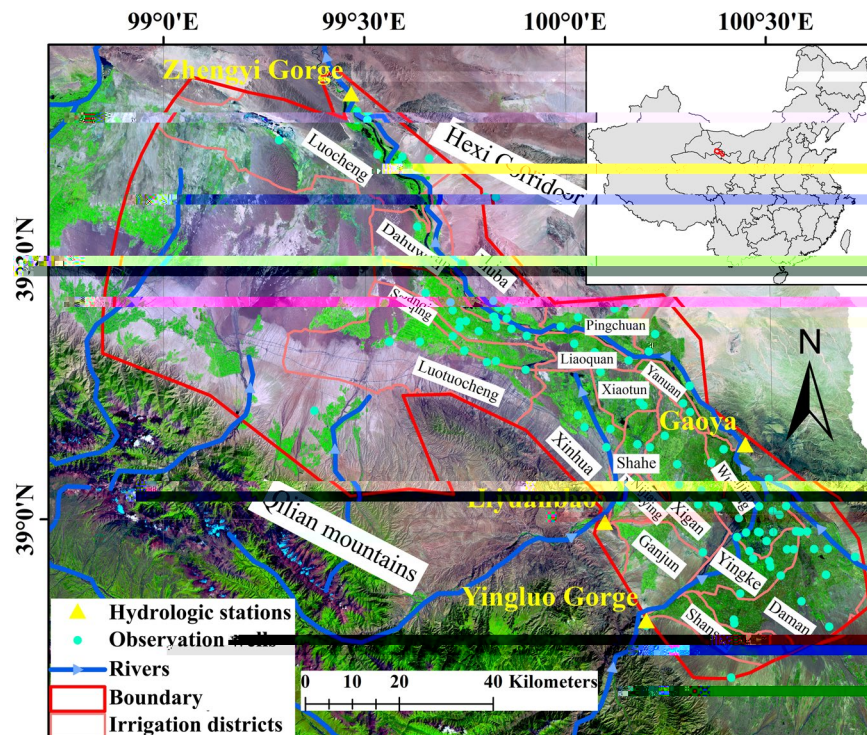 99°0'E 99°30'E 100°0'E 100°30'E
Zhengyi Gorge
Hexi Corridor
Luocheng
39°0'N
Pingchuan
Liaoquan
Yanuan
Xiaotun
Luotuocheng
N
Gaoya
Xinhua
Shahe
Xigan
Ganjun
Yingke
Daman
Qilian mountains
Yingluo Gorge
Hydrologic stations
Observation
Rivers
Boundary
Irrigation districts
0 10 20 40 Kilometers